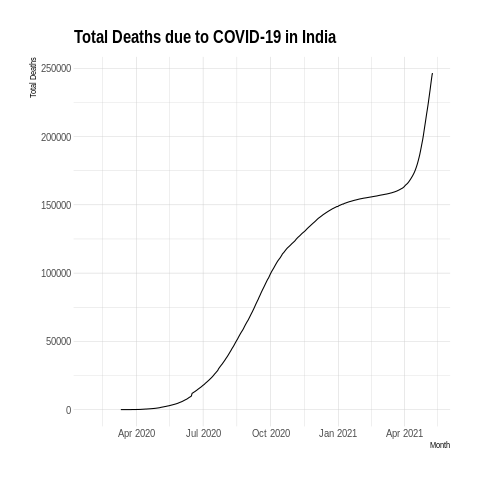 Total Deaths due to COVID-19 in India
Total Deaths
250000
200000
150000
100000
50000
0
Apr 2020 Jul 2020 Oct 2020 Jan 2021 Apr 2021
Month